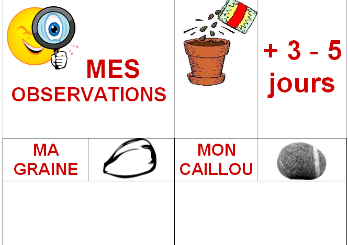 MES
OBSERVATIONS
+ 3 - 5
jours
MA
GRAINE
MON
CAILLOU